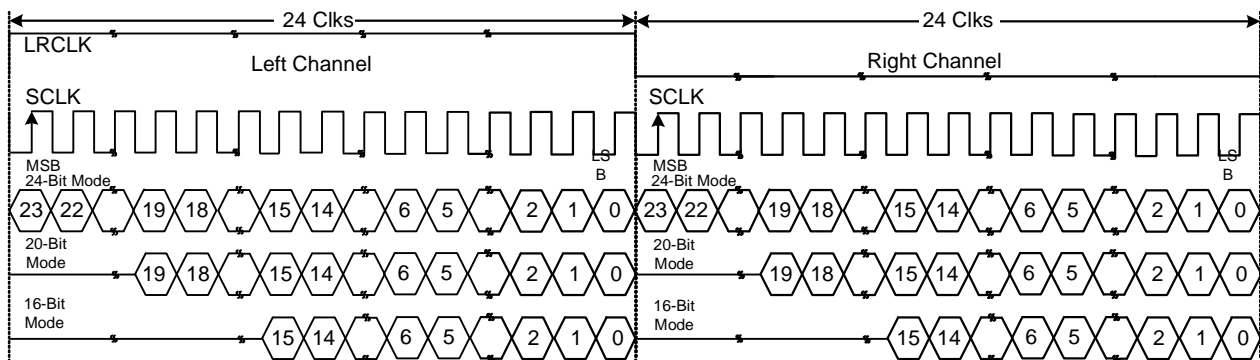 24 Clks 24 Clks
LRCLK
Left Channel Right Channel
SCLK SCLK
MSB LS MSB LS
24-Bit Mode B 24-Bit Mode B
23 22 19 18 15 14 6 5 2 1 0 23 22 19 18 15 14 6 5 2 1 0
20-Bit 20-Bit
Mode 19 18 15 14 6 5 2 1 0 Mode 19 18 15 14 6 5 2 1 0
16-Bit 16-Bit
Mode 15 14 6 5 2 1 0 Mode 15 14 6 5 2 1 0